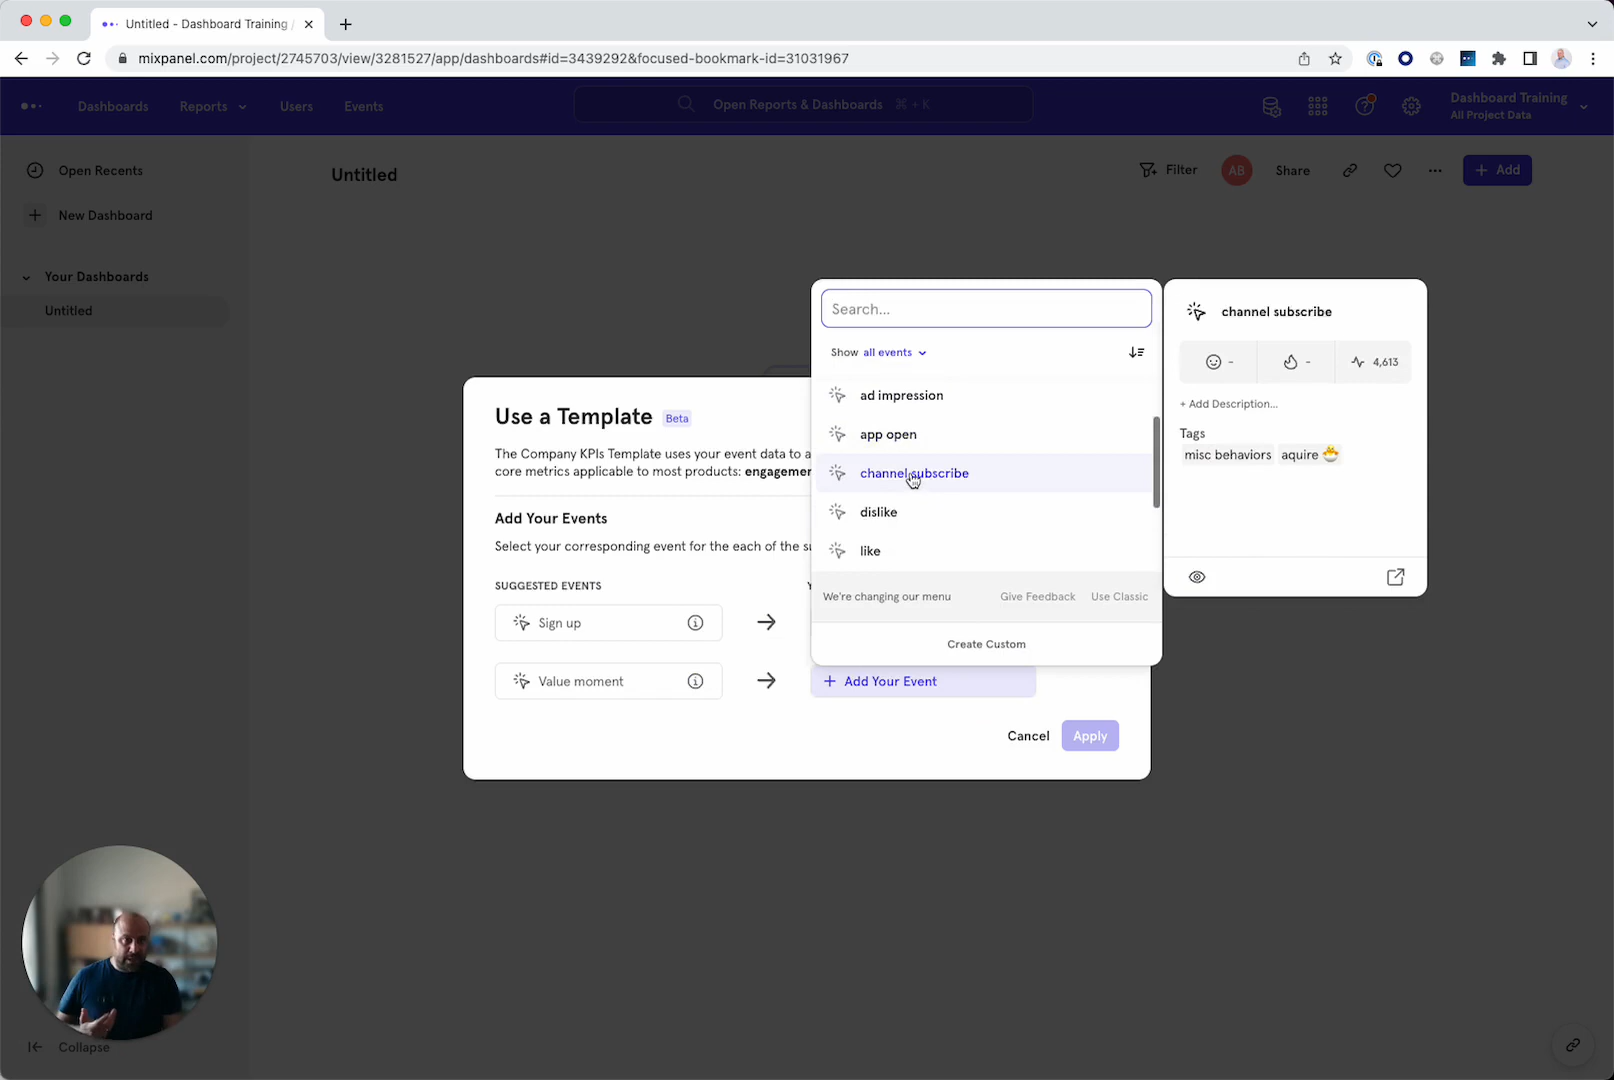 Untitled - Dashboard Training /
mixpanel.com/project/2745703/view/3281527/app/dashboards#id=3439292&focused-bookmark-id=31031967
Dashboards
Reports
Users
Events
Open Reports & Dashboards ⌘ + K
Dashboard Training
All Project Data
Open Recents
New Dashboard
Your Dashboards
Untitled
Untitled
Filter
AB
Share
+ Add
Search...
Show all events
ad impression
app open
channel subscribe
dislike
like
We're changing our menu
Give Feedback
Use Classic
Create Custom
channel subscribe
-
-
4,613
+ Add Description...
Tags
misc behaviors
aquire 🐣
Use a Template Beta
The Company KPIs Template uses your event data to a
core metrics applicable to most products: engagemen
Add Your Events
Select your corresponding event for the each of the su
SUGGESTED EVENTS
Sign up
Value moment
+ Add Your Event
Cancel
Apply
Collapse